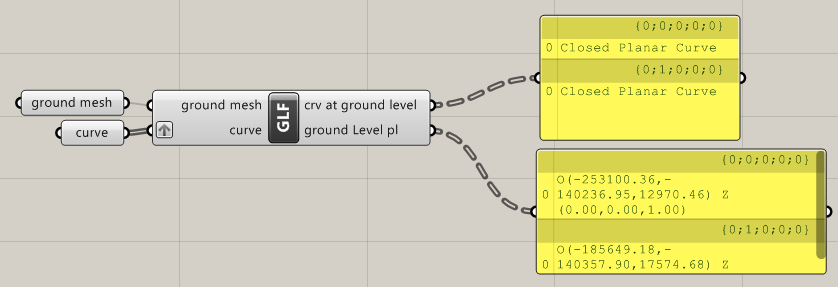 ground mesh
curve
ground mesh
curve
GLF
crv at ground level
ground Level pl
{0;0;0;0;0}
0 Closed Planar Curve
{0;1;0;0;0}
0 Closed Planar Curve
{0;0;0;0;0}
O(-253100.36,-
0 140236.95,12970.46) Z
(0.00,0.00,1.00)
{0;1;0;0;0}
O(-185649.18,-
0 140357.90,17574.68) Z